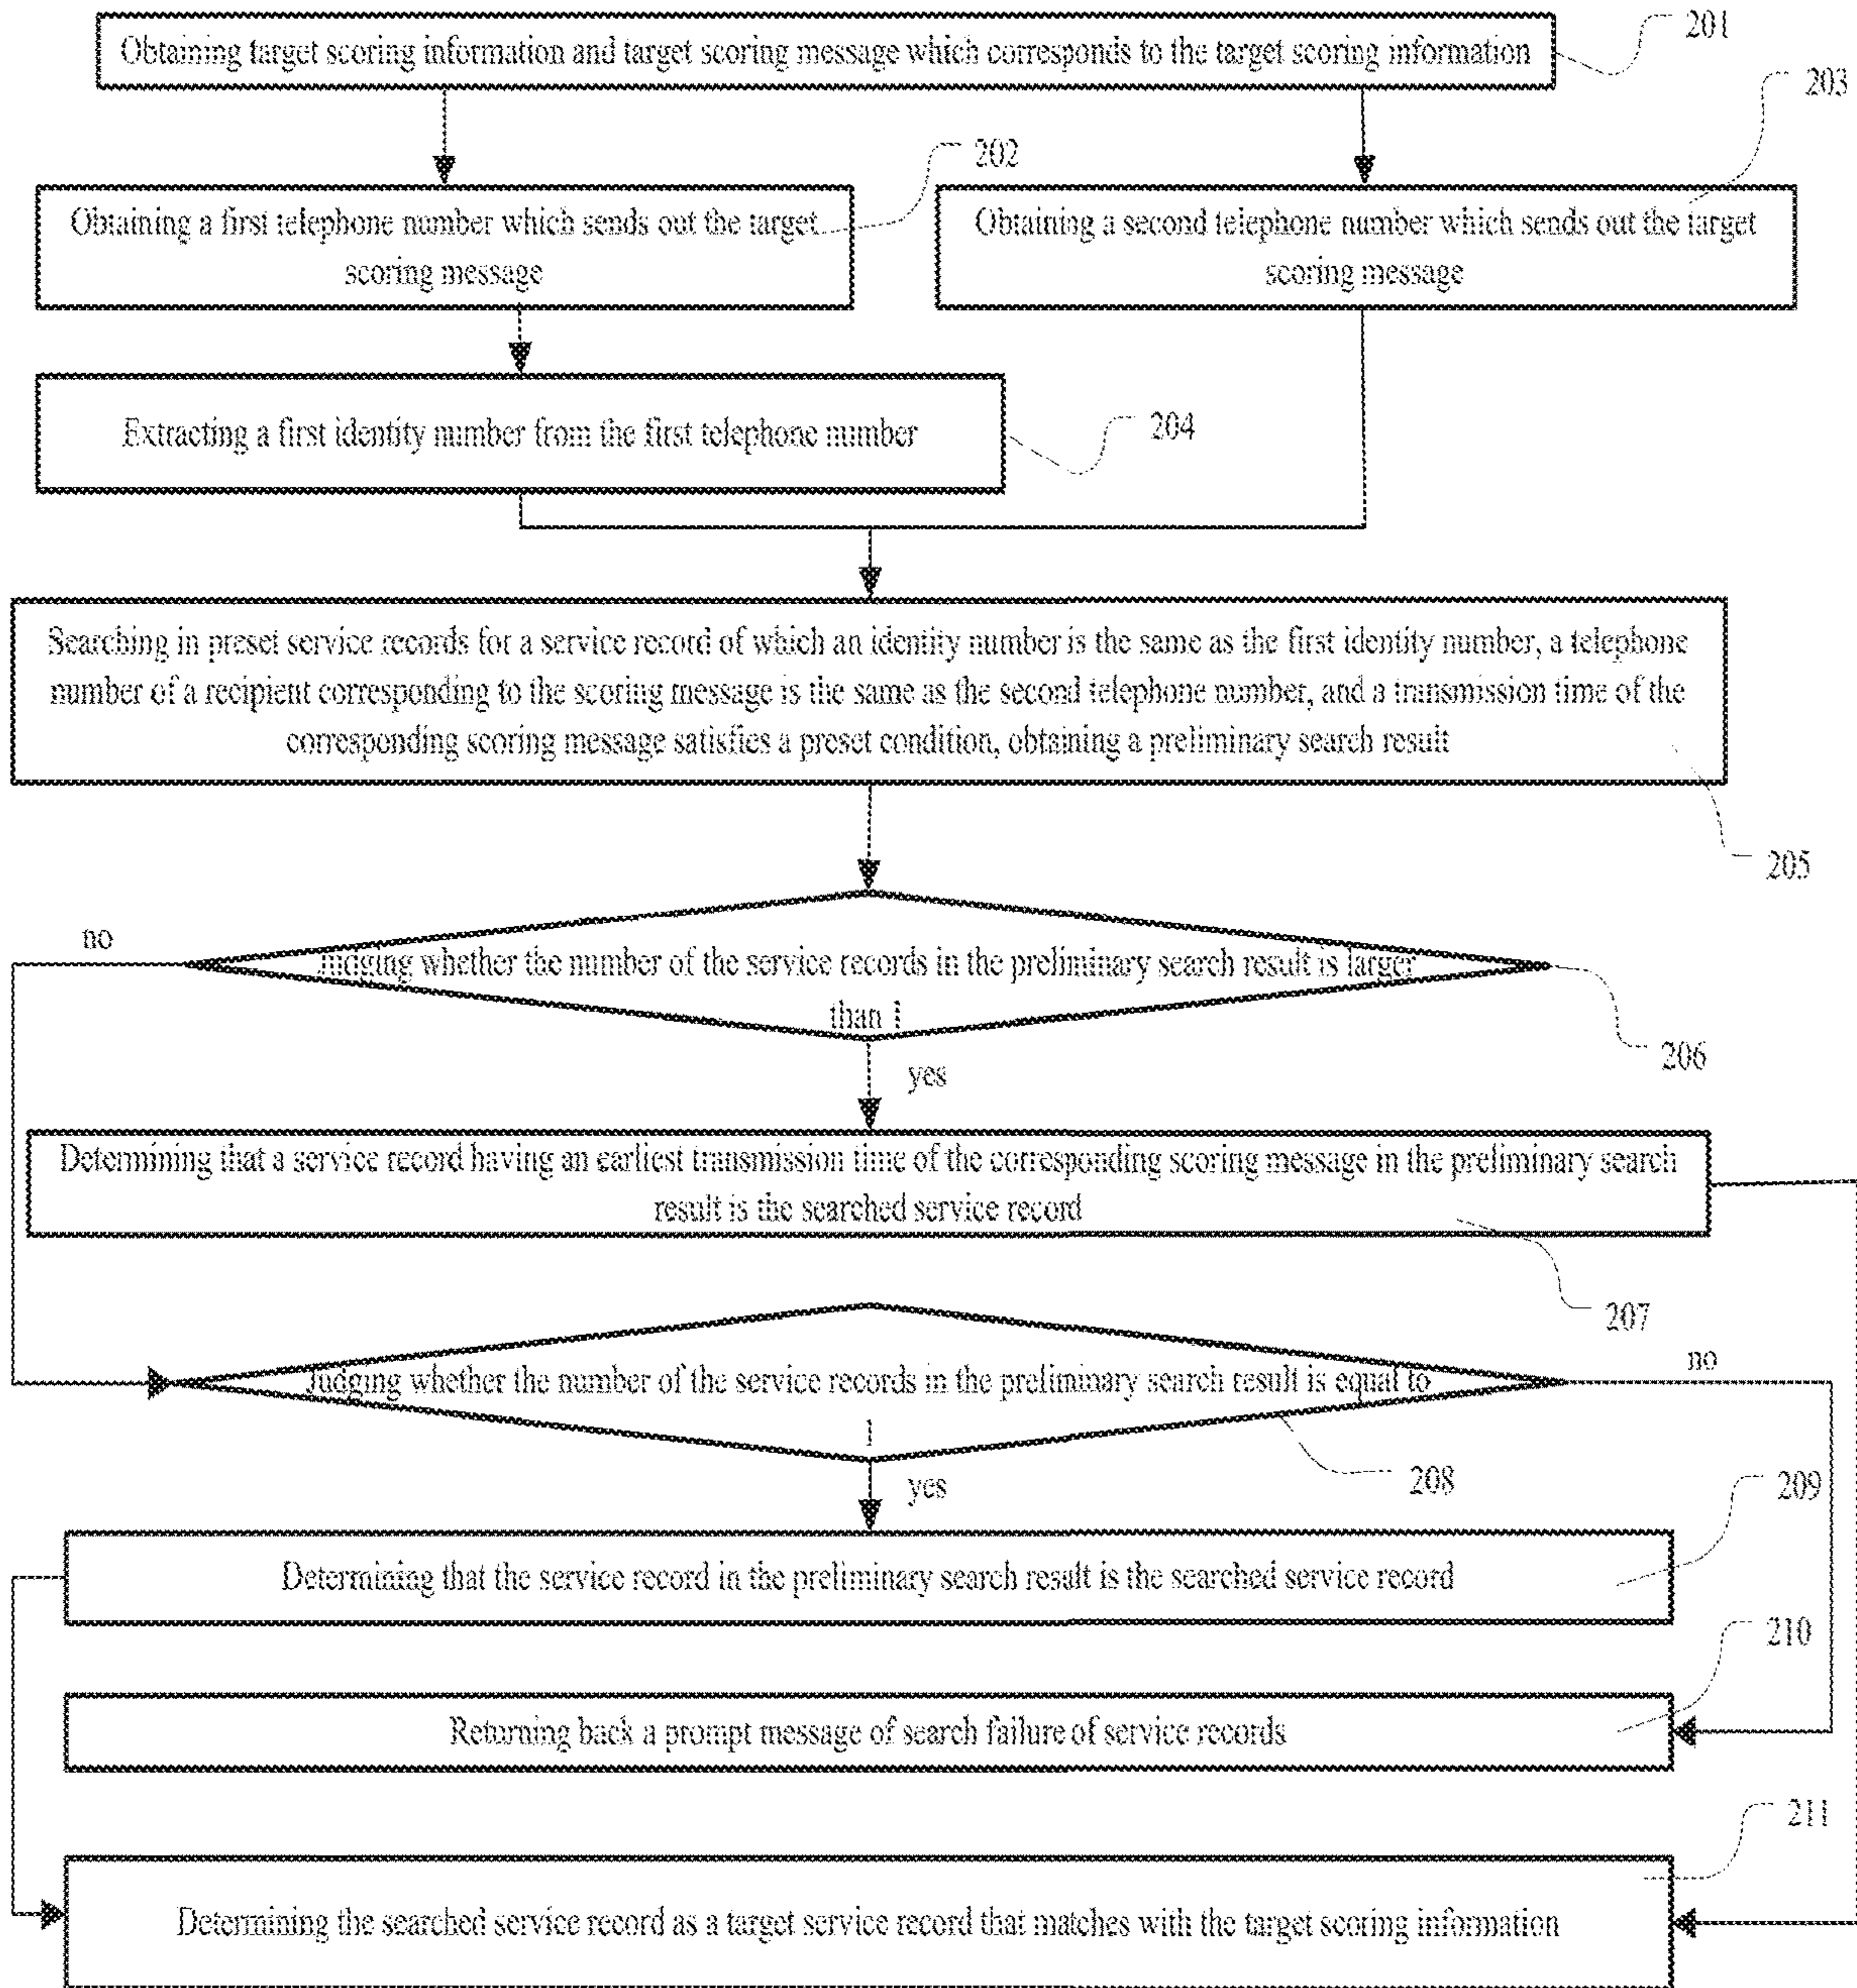 Obtaining target scoring information and target scoring message which corresponds to the target scoring information
201
203
202
Obtaining a first telephone number which sends out the target
scoring message
Obtaining a second telephone number which sends out the target
scoring message
Extracting a first identity number from the first telephone number
204
Searching in preset service records for a service record of which an identity number is the same as the first identity number, a telephone
number of a recipient corresponding to the scoring message is the same as the second telephone number, and a transmission time of the
corresponding scoring message satisfies a preset condition, obtaining a preliminary search result
205
no
Judging whether the number of the service records in the preliminary search result is larger
than 1
206
yes
Determining that a service record having an earliest transmission time of the corresponding scoring message in the preliminary search
result is the searched service record
207
no
Judging whether the number of the service records in the preliminary search result is equal to
1
208
yes
209
Determining that the service record in the preliminary search result is the searched service record
210
Returning back a prompt message of search failure of service records
211
Determining the searched service record as a target service record that matches with the target scoring information